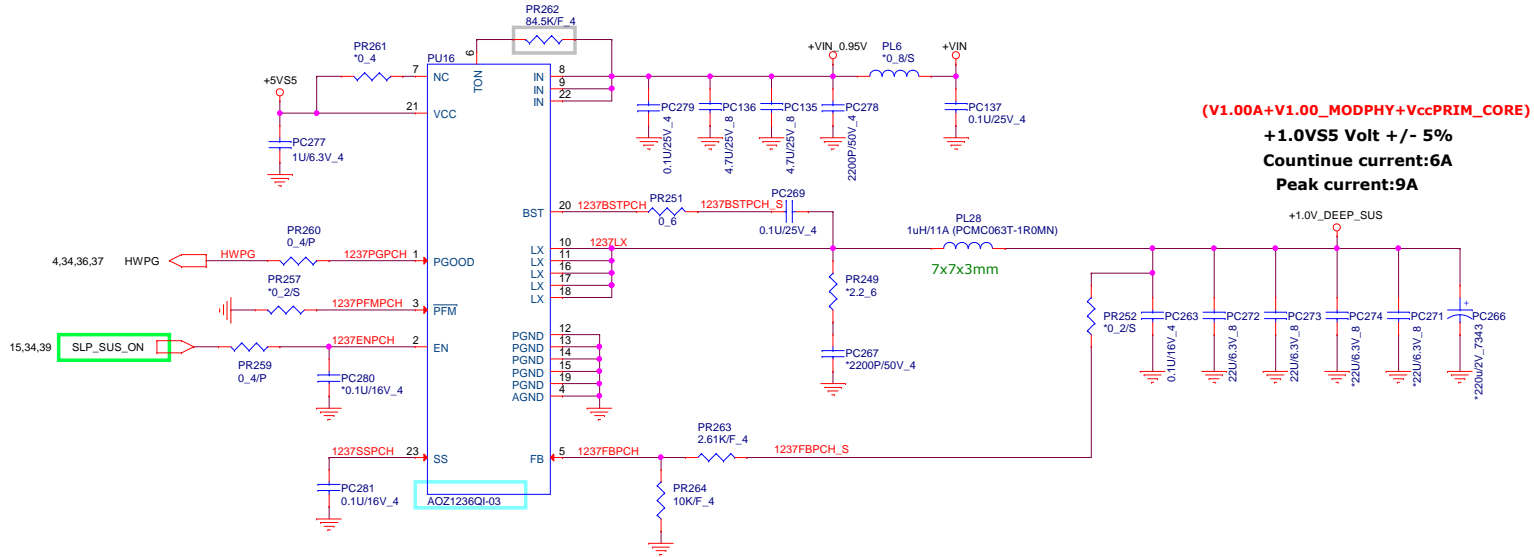 PR262
84.5K/F_4
PR261
*0_4
PU16
+5VS5
7
NC
6
TON
IN
8
IN
9
IN
22
21
VCC
PC277
1U/6.3V_4
+VIN_0.95V
PL6
*0_8/S
+VIN
PC279
0.1U/25V_4
PC136
4.7U/25V_8
PC135
4.7U/25V_8
PC278
2200P/50V_4
PC137
0.1U/25V_4
(V1.00A+V1.00_MODPHY+VccPRIM_CORE)
+1.0VS5 Volt +/- 5%
Countinue current:6A
Peak current:9A
BST
20
1237BSTPCH
PR251
0_6
1237BSTPCH_S
PC269
0.1U/25V_4
+1.0V_DEEP_SUS
LX
10
1237LX
LX
11
LX
16
LX
17
LX
18
PL28
1uH/11A (PCMC063T-1R0MN)
7x7x3mm
4,34,36,37
HWPG
HWPG
PR260
0_4/P
1237PGPCH
1
PGOOD
PR257
*0_2/S
1237PFMPCH
3
PFM
15,34,39
SLP_SUS_ON
PR259
0_4/P
1237ENPCH
2
EN
PC280
*0.1U/16V_4
PR249
*2.2_6
PC267
*2200P/50V_4
PGND
12
PGND
13
PGND
14
PGND
15
PGND
19
AGND
4
PR252
*0_2/S
PC263
0.1U/16V_4
PC272
22U/6.3V_8
PC273
22U/6.3V_8
PC274
*22U/6.3V_8
PC271
*22U/6.3V_8
+
PC266
*220u/2V_7343
1237SSPCH
23
SS
PC281
0.1U/16V_4
FB
5
1237FBPCH
PR263
2.61K/F_4
1237FBPCH_S
PR264
10K/F_4
AOZ1236QI-03